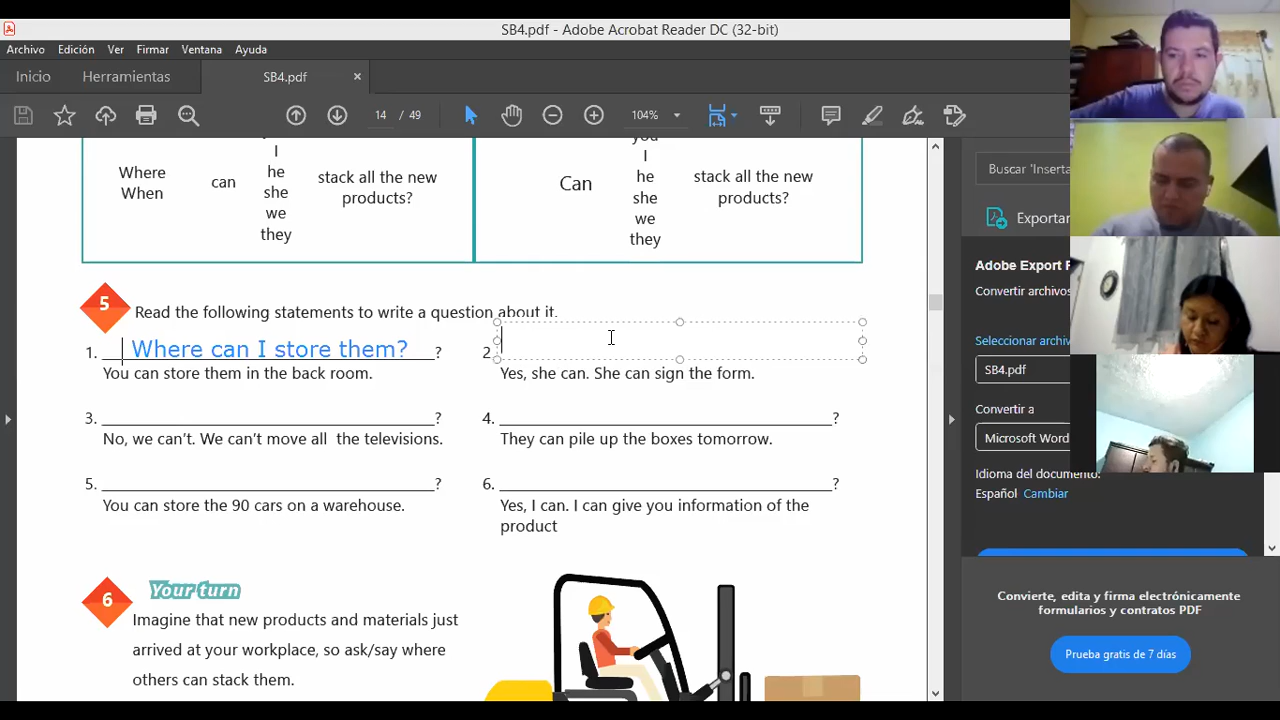 SB4.pdf - Adobe Acrobat Reader DC (32-bit)
Archivo Edición Ver Firmar Ventana Ayuda
Inicio Herramientas SB4.pdf ×
14 / 49 104%
Where
When
can
I
he
she
we
they
stack all the new
products?
Can
you
I
he
she
we
they
stack all the new
products?
5 Read the following statements to write a question about it.
1. Where can I store them? ?
You can store them in the back room.
2
Yes, she can. She can sign the form.
3. ?
No, we can't. We can't move all the televisions.
4. ?
They can pile up the boxes tomorrow.
5. ?
You can store the 90 cars on a warehouse.
6. ?
Yes, I can. I can give you information of the
product
6 Your turn
Imagine that new products and materials just
arrived at your workplace, so ask/say where
others can stack them.
Buscar 'Inserta
Exportar
Adobe Export
Convertir archivos
Seleccionar archivo
SB4.pdf
Convertir a
Microsoft Word
Idioma del documento:
Español Cambiar
Convierte, edita y firma electrónicamente
formularios y contratos PDF
Prueba gratis de 7 días